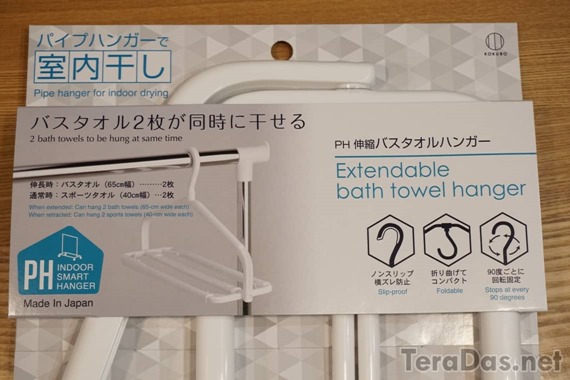 パイプハンガーで
室内干し
Pipe hanger for indoor drying
KOKUBO
バスタオル2枚が同時に干せる
2 bath towels to be hung at same time
伸長時：バスタオル（65cm幅）………2枚
通常時：スポーツタオル（40cm幅）…2枚
When extended: Can hang 2 bath towels (65-cm wide each)
When retracted: Can hang 2 sports towels (40-cm wide each)
PH
INDOOR
SMART
HANGER
Made In Japan
PH 伸縮バスタオルハンガー
Extendable
bath towel hanger
ノンスリップ
横ズレ防止
Slip-proof
折り曲げて
コンパクト
Foldable
90度ごとに
回転固定
Stops at every
90 degrees
TeraDas.net